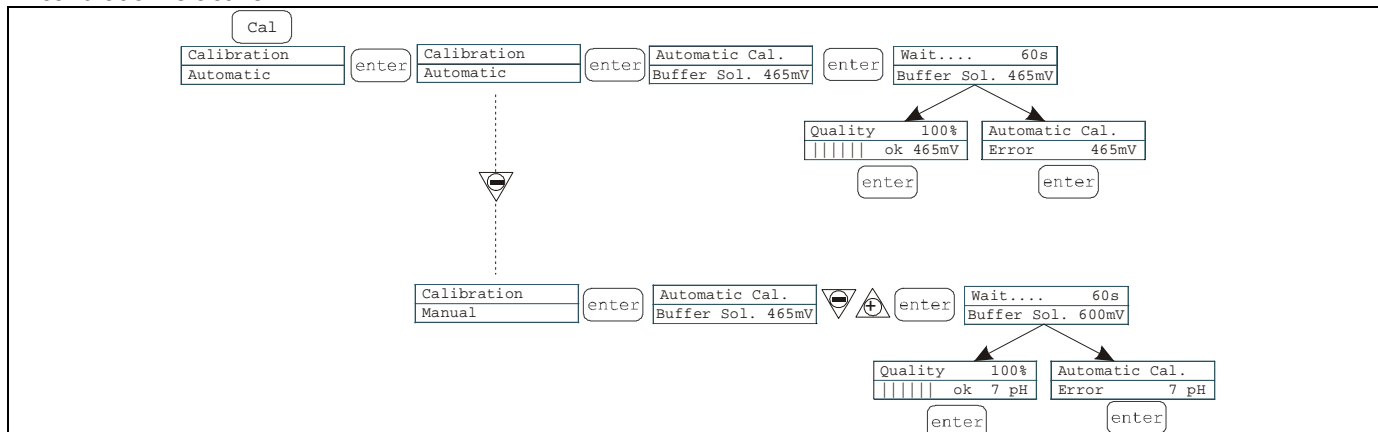 Cal
Calibration
Automatic
enter
Calibration
Automatic
enter
Automatic Cal.
Buffer Sol. 465mV
enter
Wait.... 60s
Buffer Sol. 465mV
Quality 100%
|||||| ok 465mV
enter
Automatic Cal.
Error 465mV
enter
Calibration
Manual
enter
Automatic Cal.
Buffer Sol. 465mV
enter
Wait.... 60s
Buffer Sol. 600mV
Quality 100%
|||||| ok 7 pH
enter
Automatic Cal.
Error 7 pH
enter